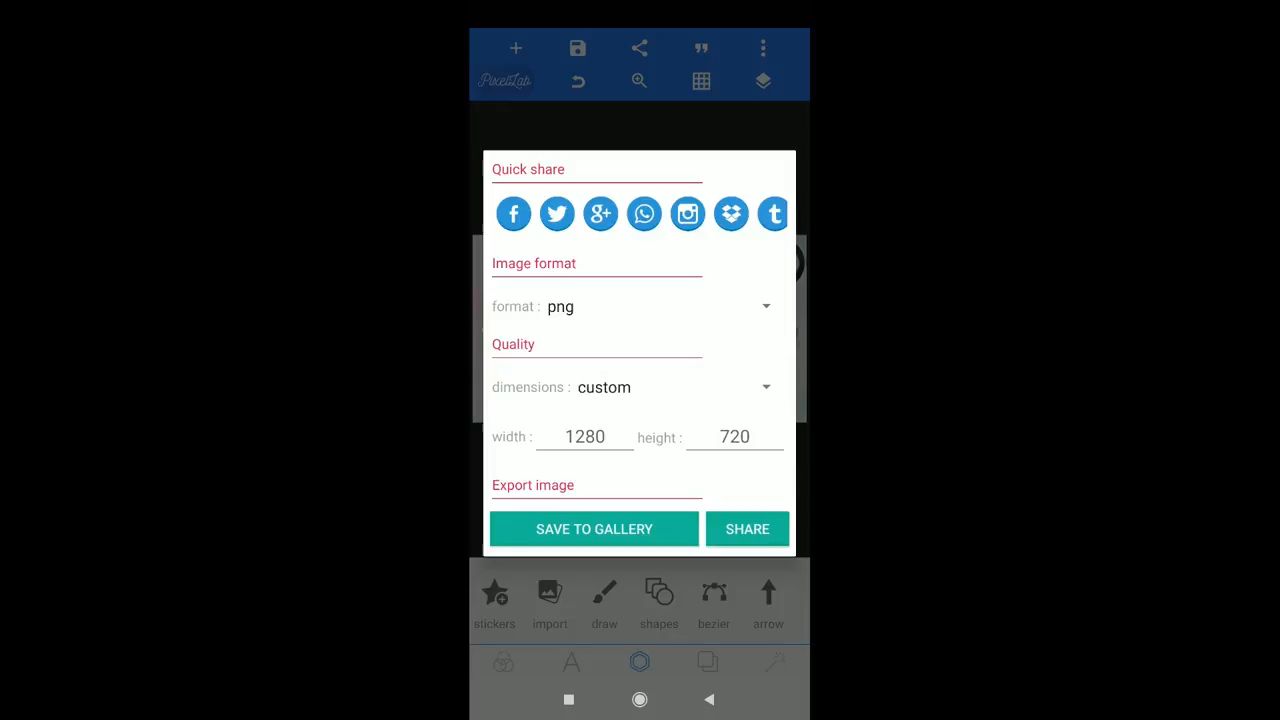 PixelLab
Quick share
Image format
format : png
Quality
dimensions : custom
width : 1280 height : 720
Export image
SAVE TO GALLERY SHARE
stickers import draw shapes bezier arrow